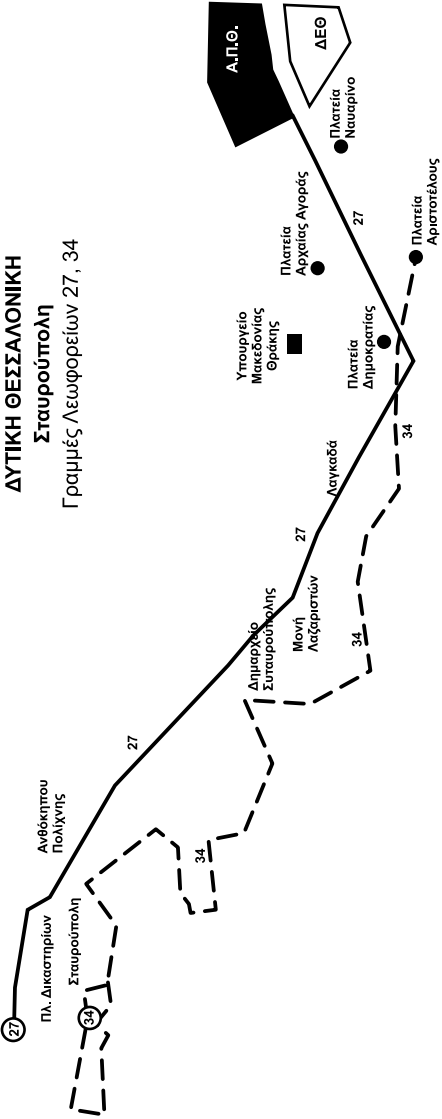 ΔΥΤΙΚΗ ΘΕΣΣΑΛΟΝΙΚΗ
Σταυρούπολη
Γραμμές Λεωφορείων 27, 34
27
Πλ. Δικαστηρίων
Σταυρούπολη
34
Ανθόκηπου
Πολίχνης
27
34
Δημαρχείο
Συταυρούπολης
Μονή
Λαζαριστών
34
27
Λαγκαδά
34
Υπουργείο
Μακεδονίας
Θράκης
Πλατεία
Δημοκρατίας
Πλατεία
Αρχαίας Αγοράς
27
Πλατεία
Αριστοτέλους
Πλατεία
Ναυαρίνο
Α.Π.Θ.
ΔΕΘ